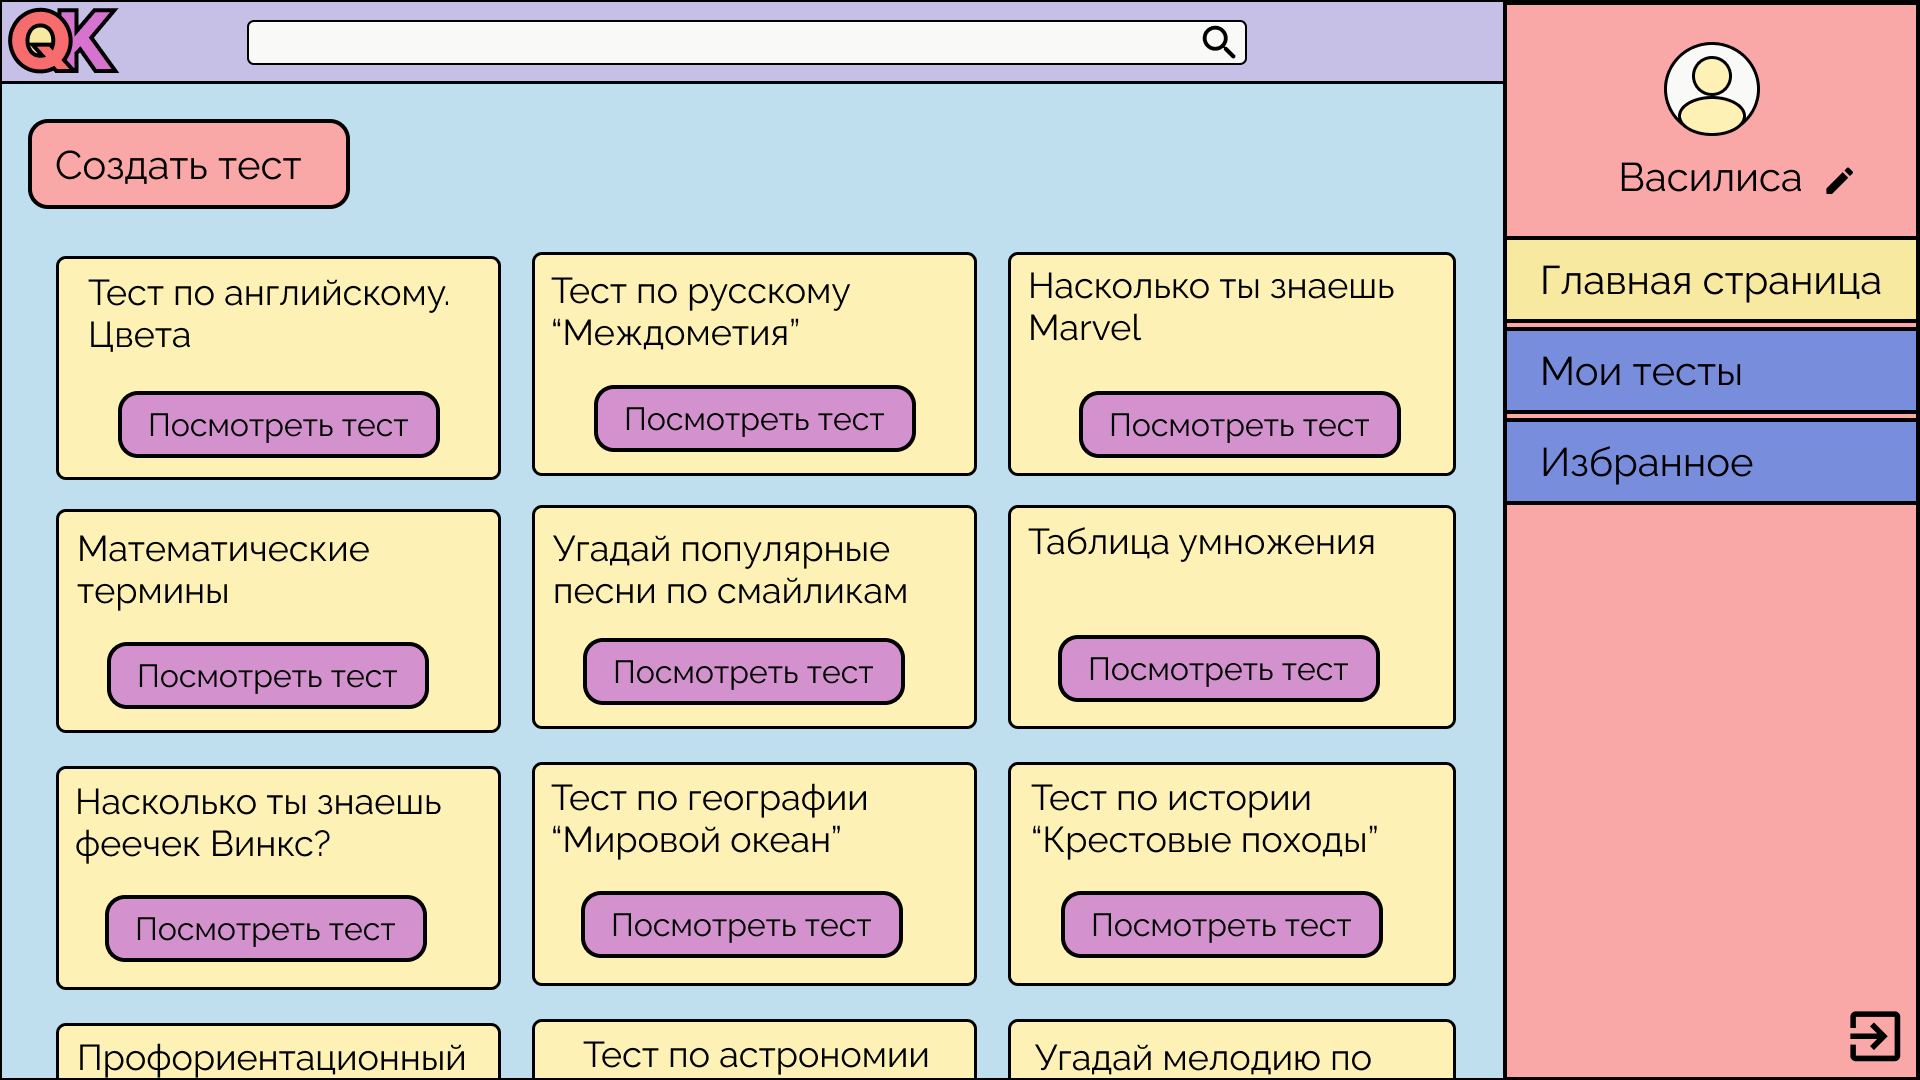 QK
Создать тест
Василиса
Главная страница
Мои тесты
Избранное
Тест по английскому.
Цвета
Посмотреть тест
Тест по русскому
“Междометия”
Посмотреть тест
Насколько ты знаешь
Marvel
Посмотреть тест
Математические
термины
Посмотреть тест
Угадай популярные
песни по смайликам
Посмотреть тест
Таблица умножения
Посмотреть тест
Насколько ты знаешь
феечек Винкс?
Посмотреть тест
Тест по географии
“Мировой океан”
Посмотреть тест
Тест по истории
“Крестовые походы”
Посмотреть тест
Профориентационный
Тест по астрономии
Угадай мелодию по